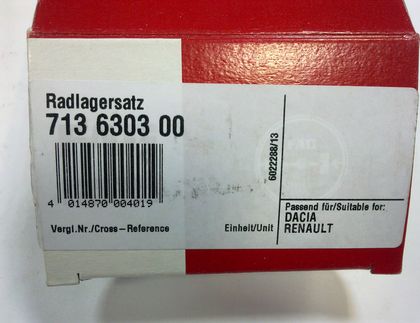 Radlagersatz
713 6303 00
6022288/13
4 014870 004019
Passend für/Suitable for:
DACIA
RENAULT
Vergl.Nr./Cross-Reference
Einheit/Unit